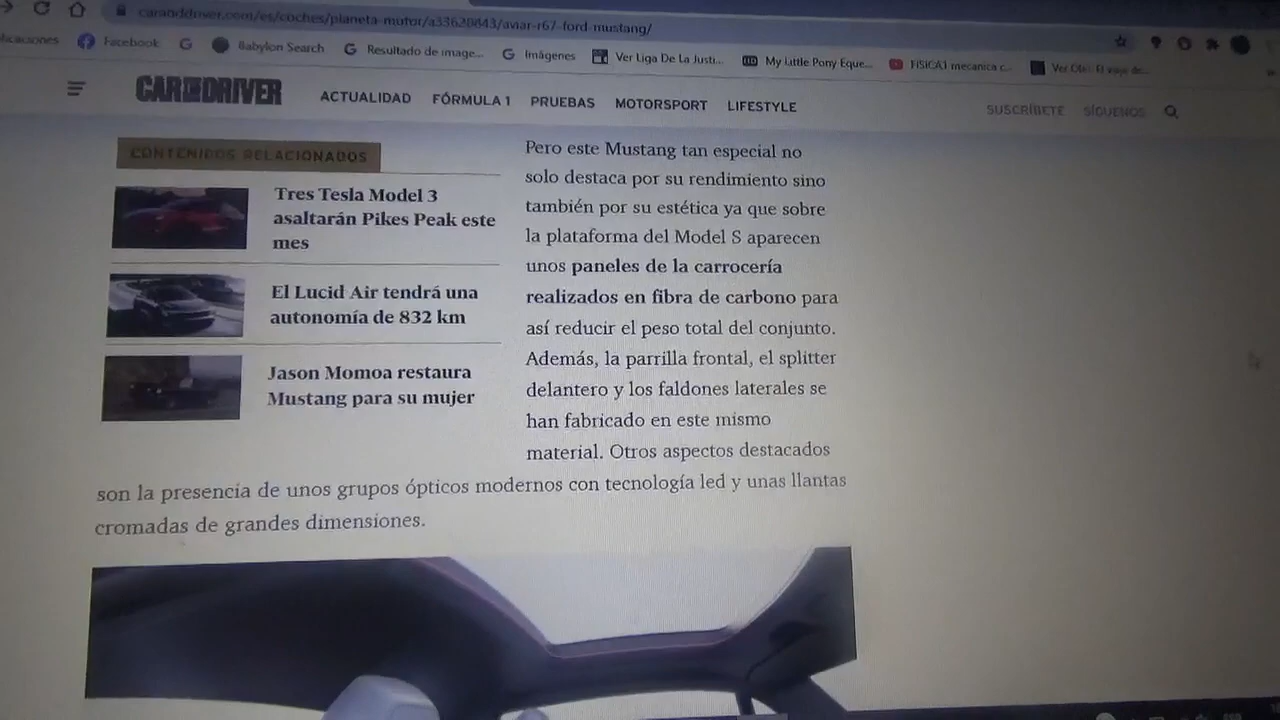 caranddriver.com/es/coches/planeta-motor/a33620843/aviar-r67-ford-mustang/
Facebook
Babylon Search
Resultado de image...
Imágenes
Ver Liga De La Justi...
My Little Pony Eque...
FISICA1 mecanica c...
CAR AND DRIVER
ACTUALIDAD FÓRMULA 1 PRUEBAS MOTORSPORT LIFESTYLE
SUSCRÍBETE SÍGUENOS
CONTENIDOS RELACIONADOS
Tres Tesla Model 3
asaltarán Pikes Peak este
mes
El Lucid Air tendrá una
autonomía de 832 km
Jason Momoa restaura
Mustang para su mujer
Pero este Mustang tan especial no
solo destaca por su rendimiento sino
también por su estética ya que sobre
la plataforma del Model S aparecen
unos paneles de la carrocería
realizados en fibra de carbono para
así reducir el peso total del conjunto.
Además, la parrilla frontal, el splitter
delantero y los faldones laterales se
han fabricado en este mismo
material. Otros aspectos destacados
son la presencia de unos grupos ópticos modernos con tecnología led y unas llantas
cromadas de grandes dimensiones.